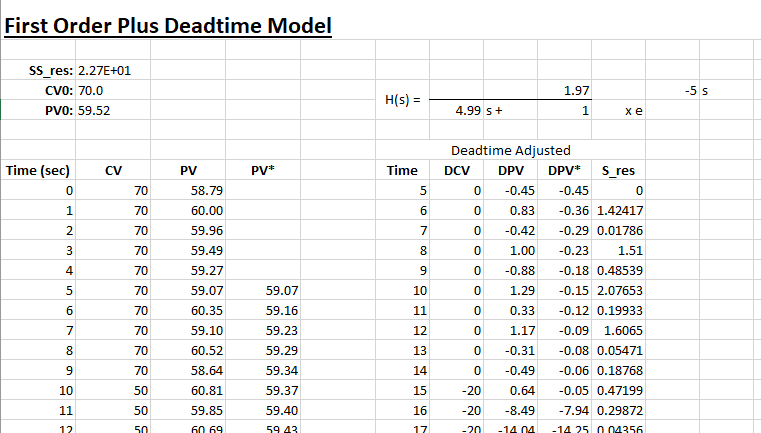 First Order Plus Deadtime Model
SS_res: 2.27E+01
CV0: 70.0 1.97 -5 s
H(s) =
PV0: 59.52 4.99 s + 1 x e
Deadtime Adjusted
Time (sec) CV PV PV* Time DCV DPV DPV* S_res
0 70 58.79 5 0 -0.45 -0.45 0
1 70 60.00 6 0 0.83 -0.36 1.42417
2 70 59.96 7 0 -0.42 -0.29 0.01786
3 70 59.49 8 0 1.00 -0.23 1.51
4 70 59.27 9 0 -0.88 -0.18 0.48539
5 70 59.07 59.07 10 0 1.29 -0.15 2.07653
6 70 60.35 59.16 11 0 0.33 -0.12 0.19933
7 70 59.10 59.23 12 0 1.17 -0.09 1.6065
8 70 60.52 59.29 13 0 -0.31 -0.08 0.05471
9 70 58.64 59.34 14 0 -0.49 -0.06 0.18768
10 50 60.81 59.37 15 -20 0.64 -0.05 0.47199
11 50 59.85 59.40 16 -20 -8.49 -7.94 0.29872
12 50 60.69 59.43 17 -20 -14.04 -14.25 0.04356